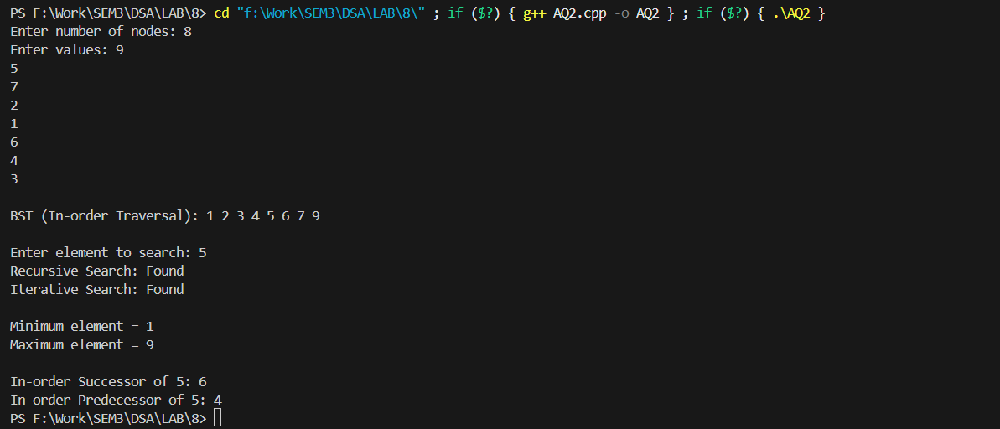 PS F:\Work\SEM3\DSA\LAB\8> cd "f:\Work\SEM3\DSA\LAB\8\" ; if ($?) { g++ AQ2.cpp -o AQ2 } ; if ($?) { .\AQ2 }
Enter number of nodes: 8
Enter values: 9
5
7
2
1
6
4
3
BST (In-order Traversal): 1 2 3 4 5 6 7 9
Enter element to search: 5
Recursive Search: Found
Iterative Search: Found
Minimum element = 1
Maximum element = 9
In-order Successor of 5: 6
In-order Predecessor of 5: 4
PS F:\Work\SEM3\DSA\LAB\8>